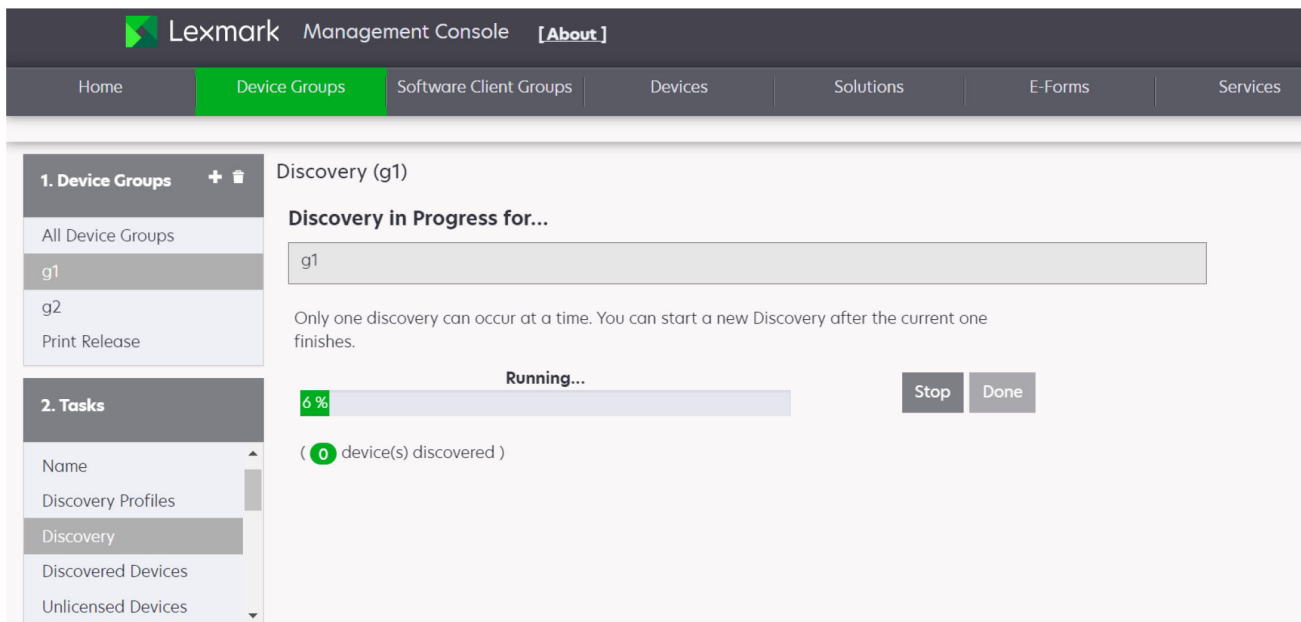 Lexmark Management Console [About]
Home Device Groups Software Client Groups Devices Solutions E-Forms Services
1. Device Groups
All Device Groups
g1
g2
Print Release
2. Tasks
Name
Discovery Profiles
Discovery
Discovered Devices
Unlicensed Devices
Discovery (g1)
Discovery in Progress for...
g1
Only one discovery can occur at a time. You can start a new Discovery after the current one
finishes.
Running...
6 %
Stop Done
( 0 device(s) discovered )